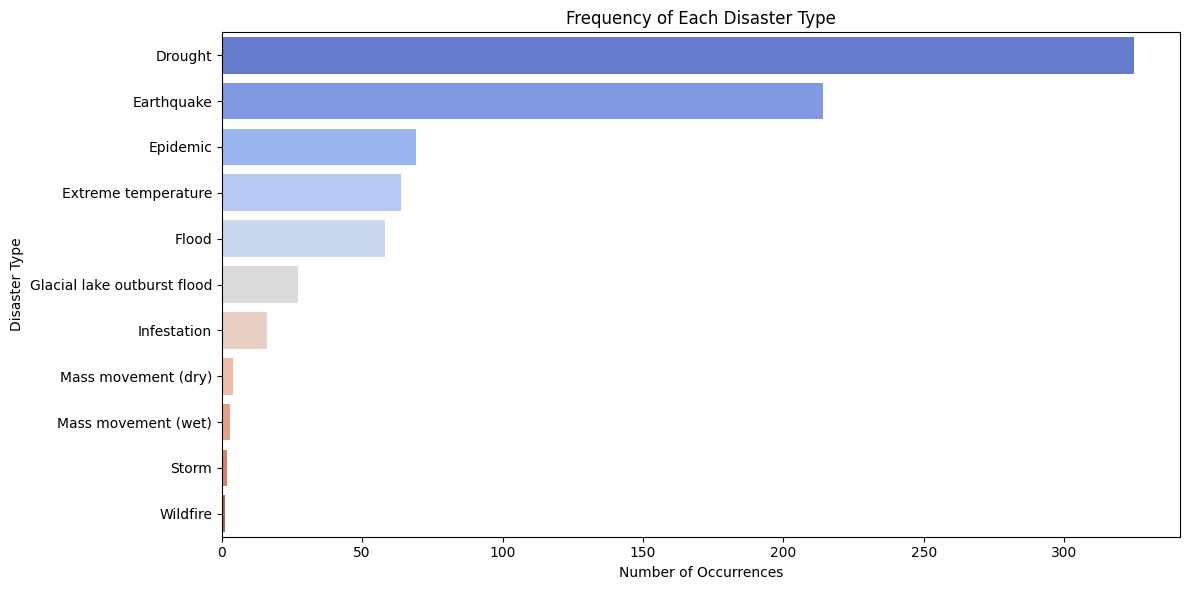 Frequency of Each Disaster Type
Disaster Type
Drought
Earthquake
Epidemic
Extreme temperature
Flood
Glacial lake outburst flood
Infestation
Mass movement (dry)
Mass movement (wet)
Storm
Wildfire
0 50 100 150 200 250 300
Number of Occurrences